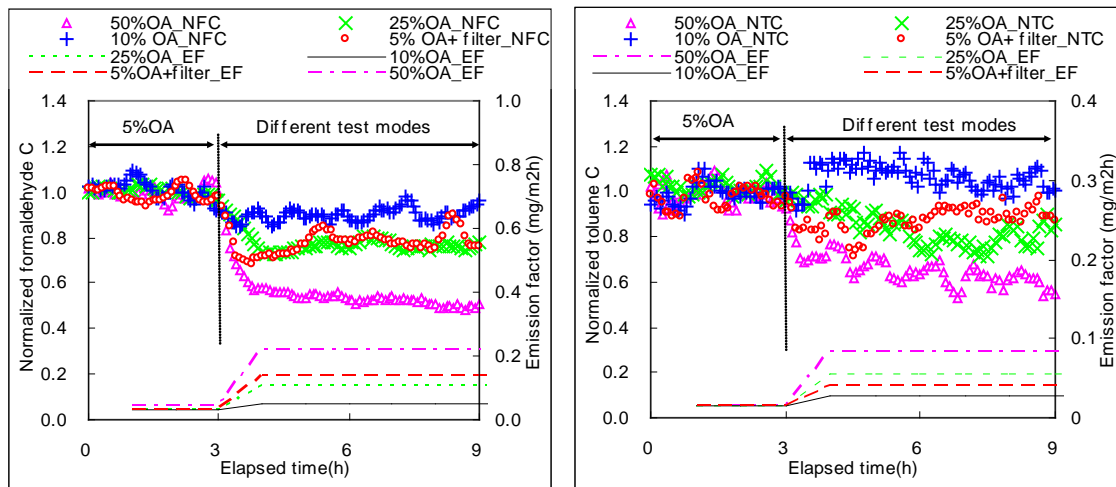 50%OA_NFC 25%OA_NFC
10% OA_NFC 5% OA+ filter_NFC
25%OA_EF 10%OA_EF
5%OA+filter_EF 50%OA_EF
1.4
1.2
1.0
0.8
0.6
0.4
0.2
0.0
Normalized formaldehyde C
5%OA
Different test modes
1.0
0.8
0.6
0.4
0.2
0.0
Emission factor (mg/m2h)
0 3 6 9
Elapsed time(h)
50%OA_NTC 25%OA_NTC
10% OA_NTC 5% OA+ filter_NTC
50%OA_EF 25%OA_EF
10%OA_EF 5%OA+filter_EF
1.4
1.2
1.0
0.8
0.6
0.4
0.2
0.0
Normalized toluene C
5%OA
Different test modes
0.4
0.3
0.2
0.1
0
Emission factor (mg/m2h)
0 3 6 9
Elapsed time(h)